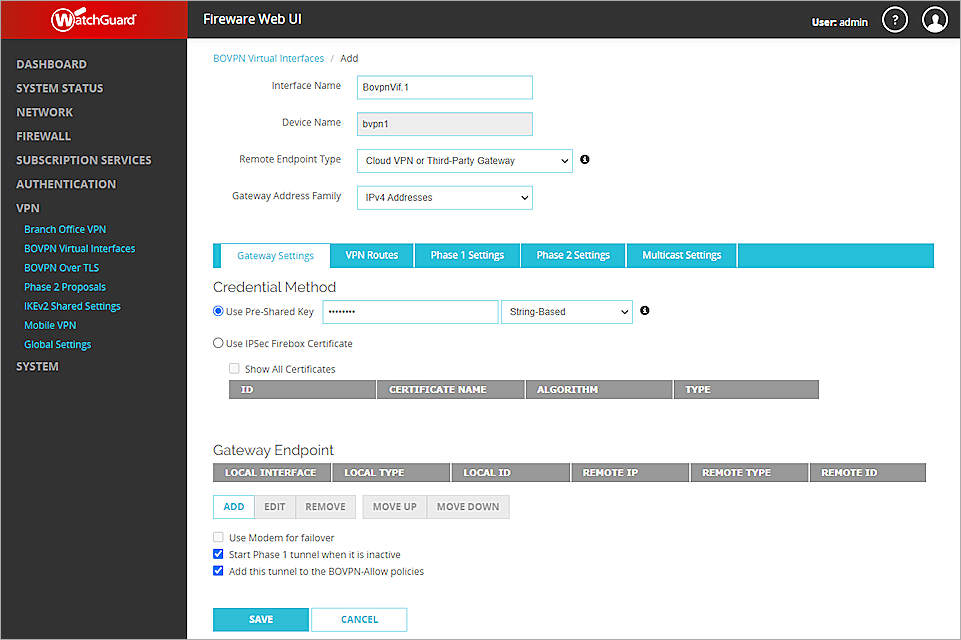 WatchGuard
Fireware Web UI
User: admin
?
DASHBOARD
SYSTEM STATUS
NETWORK
FIREWALL
SUBSCRIPTION SERVICES
AUTHENTICATION
VPN
Branch Office VPN
BOVPN Virtual Interfaces
BOVPN Over TLS
Phase 2 Proposals
IKEv2 Shared Settings
Mobile VPN
Global Settings
SYSTEM
BOVPN Virtual Interfaces / Add
Interface Name BovpnVif.1
Device Name bvpn1
Remote Endpoint Type Cloud VPN or Third-Party Gateway
Gateway Address Family IPv4 Addresses
Gateway Settings VPN Routes Phase 1 Settings Phase 2 Settings Multicast Settings
Credential Method
Use Pre-Shared Key •••••••• String-Based
Use IPSec Firebox Certificate
Show All Certificates
ID CERTIFICATE NAME ALGORITHM TYPE
Gateway Endpoint
LOCAL INTERFACE LOCAL TYPE LOCAL ID REMOTE IP REMOTE TYPE REMOTE ID
ADD EDIT REMOVE MOVE UP MOVE DOWN
Use Modem for failover
Start Phase 1 tunnel when it is inactive
Add this tunnel to the BOVPN-Allow policies
SAVE CANCEL